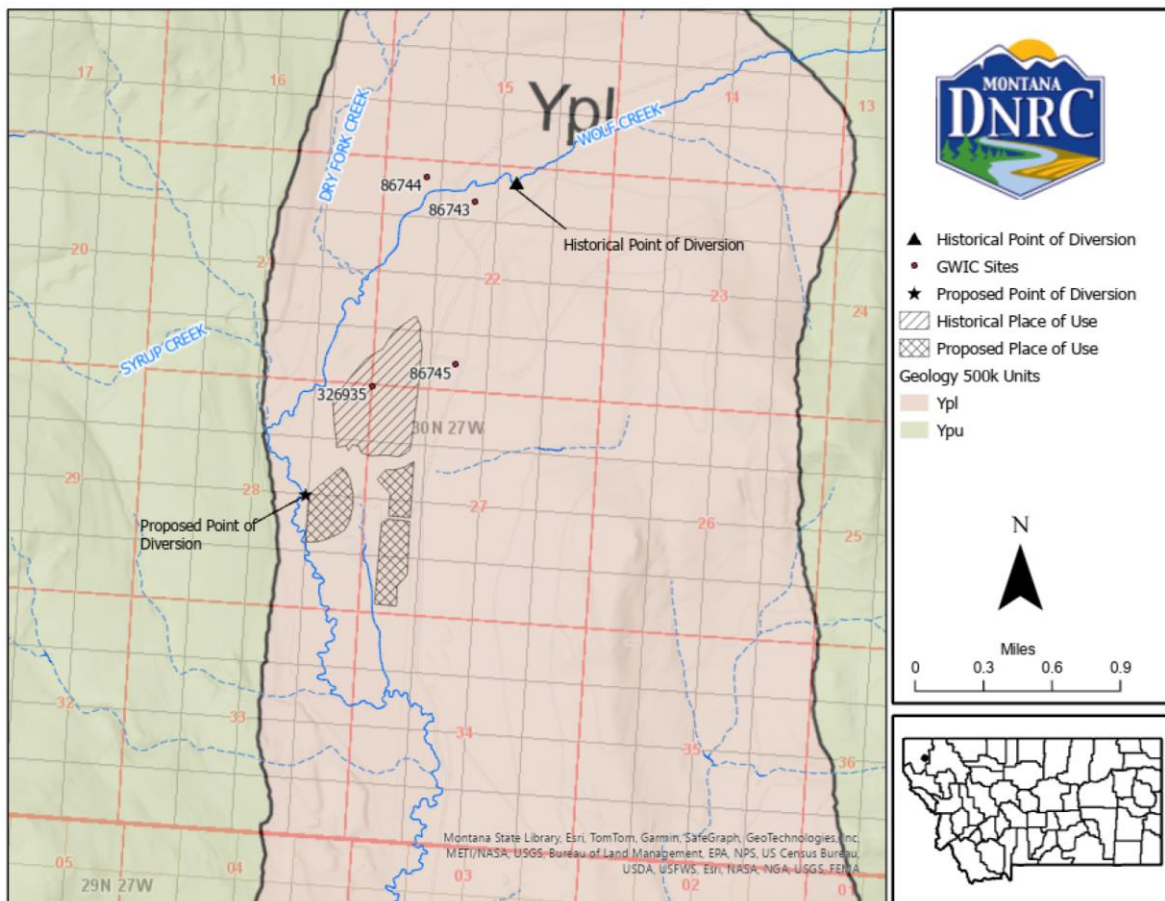 17
16
15
14
13
Ypl
DRY FORK CREEK
WOLF CREEK
86744
86743
Historical Point of Diversion
20
21
22
23
24
SYRUP CREEK
326935
86745
30N 27W
29
28
27
26
25
Proposed Point of
Diversion
32
33
34
35
36
05
04
03
02
01
29N 27W
Montana State Library, Esri, TomTom, Garmin, SafeGraph, GeoTechnologies, Inc,
METI/NASA, USGS, Bureau of Land Management, EPA, NPS, US Census Bureau,
USDA, USFWS, Esri, NASA, NGA, USGS, FEMA
MONTANA
DNRC
Historical Point of Diversion
GWIC Sites
Proposed Point of Diversion
Historical Place of Use
Proposed Place of Use
Geology 500k Units
Ypl
Ypu
N
Miles
0 0.3 0.6 0.9